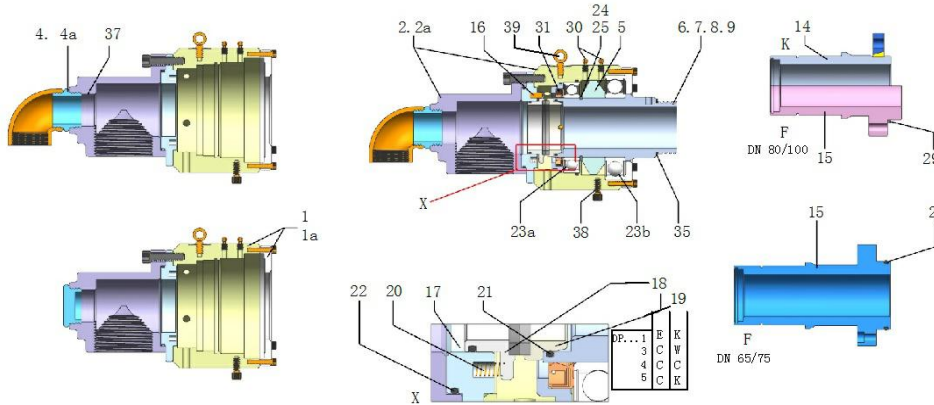 4. 4a 37
2.2a 16 39 31 30 24 25 5 6.7.8.9
14
K
F
DN 80/100
15
29
X
23a 38 23b 35
1
1a
22 20 17 21 18 19
DP...1 E K
3 C W
4 C C
5 C K
X
15
2
F
DN 65/75